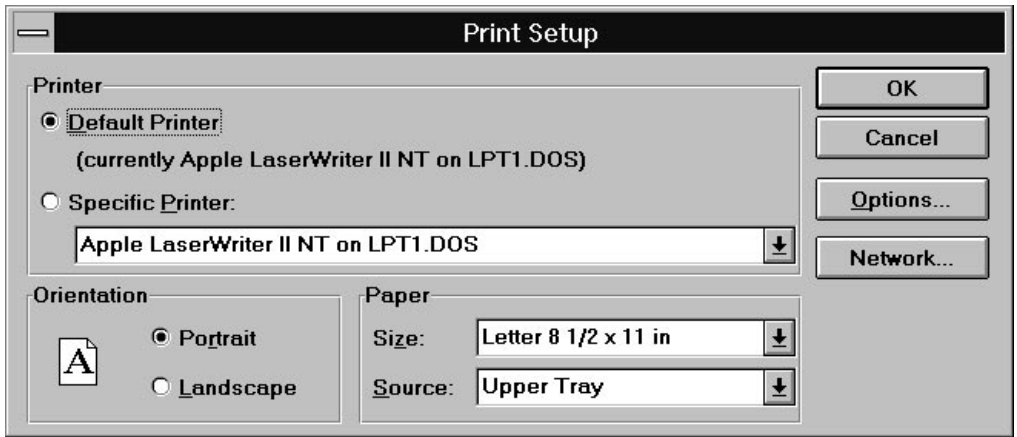 Print Setup
Printer
Default Printer
(currently Apple LaserWriter II NT on LPT1.DOS)
Specific Printer:
Apple LaserWriter II NT on LPT1.DOS
OK
Cancel
Options...
Network...
Orientation
A
Portrait
Landscape
Paper
Size:
Letter 8 1/2 x 11 in
Source:
Upper Tray